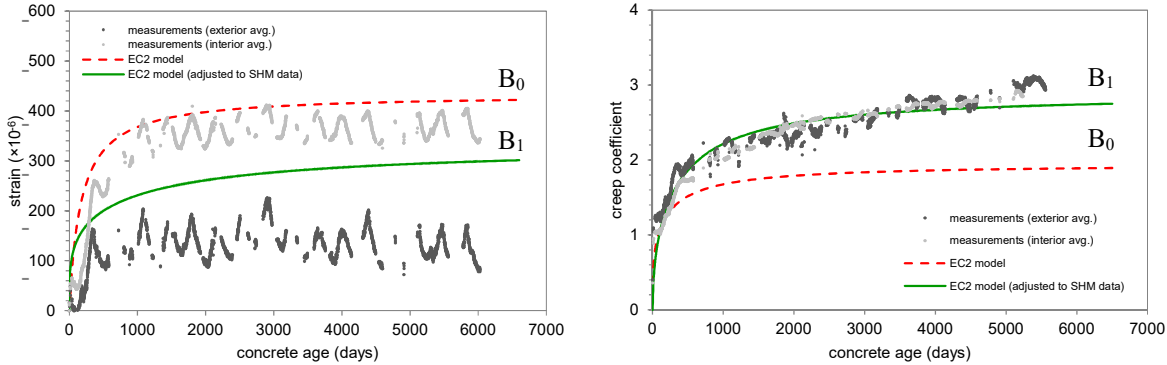 600
500
400
300
200
100
0
strain (×10-6)
measurements (exterior avg.)
measurements (interior avg.)
EC2 model
EC2 model (adjusted to SHM data)
B0
B1
0 1000 2000 3000 4000 5000 6000 7000
concrete age (days)
4
3
2
1
0
creep coefficient
B1
B0
measurements (exterior avg.)
measurements (interior avg.)
EC2 model
EC2 model (adjusted to SHM data)
0 1000 2000 3000 4000 5000 6000 7000
concrete age (days)